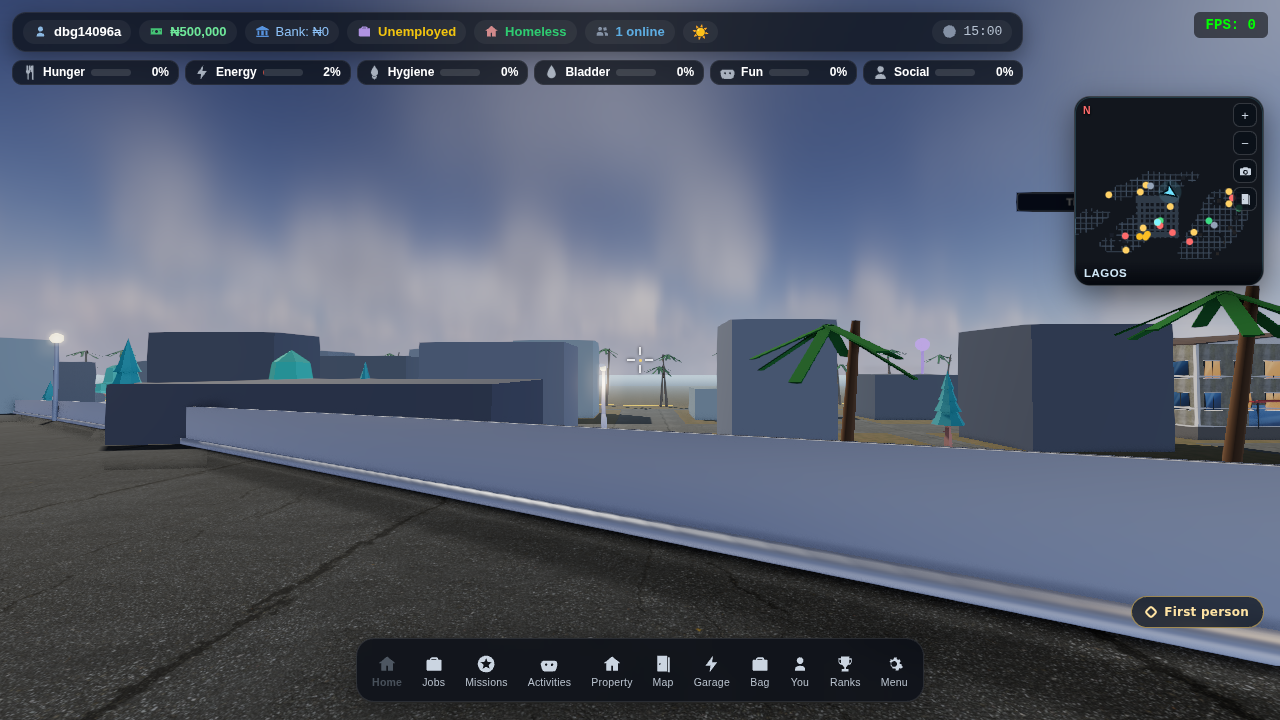 dbg14096a
₦500,000
Bank: ₦0
Unemployed
Homeless
1 online
15:00
FPS: 0
Hunger 0%
Energy 2%
Hygiene 0%
Bladder 0%
Fun 0%
Social 0%
N
+
−
LAGOS
First person
Home
Jobs
Missions
Activities
Property
Map
Garage
Bag
You
Ranks
Menu